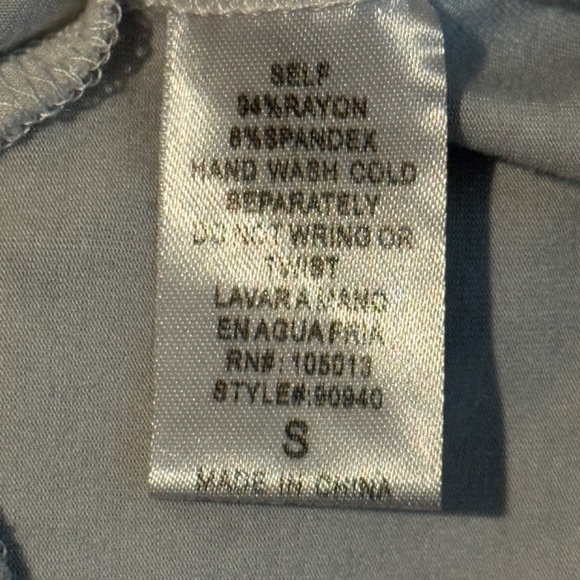 SELF
94%RAYON
6%SPANDEX
HAND WASH COLD
SEPARATELY
DO NOT WRING OR
TWIST
LAVAR A MANO
EN AGUA FRIA
RN#: 105013
STYLE#:90940
S
MADE IN CHINA